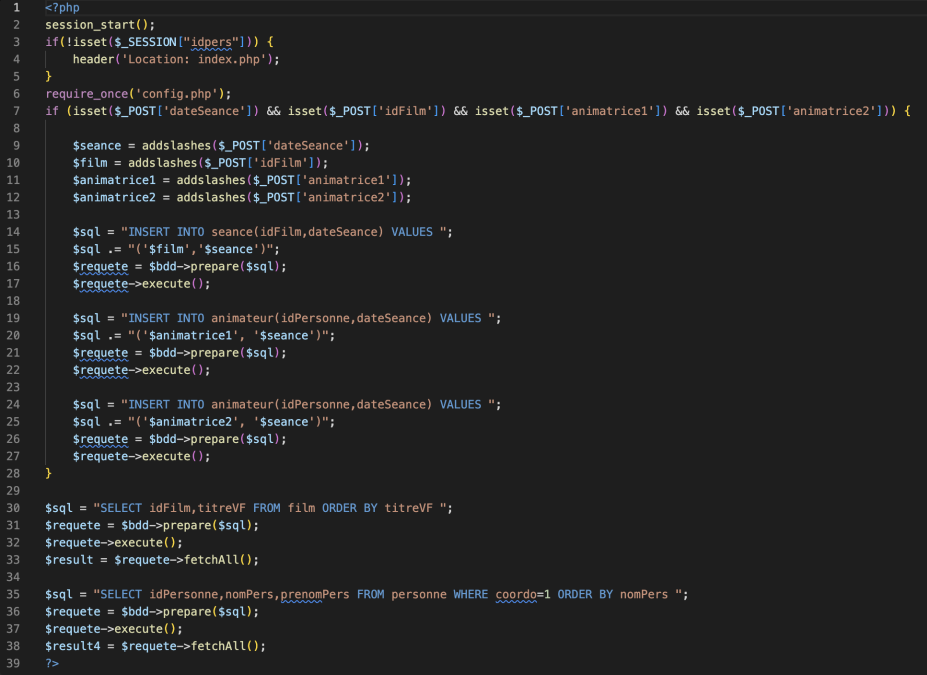 1 <?php
2 session_start();
3 if(!isset($_SESSION["idpers"])) {
4     header('Location: index.php');
5 }
6 require_once('config.php');
7 if (isset($_POST['dateSeance']) && isset($_POST['idFilm']) && isset($_POST['animatrice1']) && isset($_POST['animatrice2'])) {
8
9     $seance = addslashes($_POST['dateSeance']);
10     $film = addslashes($_POST['idFilm']);
11     $animatrice1 = addslashes($_POST['animatrice1']);
12     $animatrice2 = addslashes($_POST['animatrice2']);
13
14     $sql = "INSERT INTO seance(idFilm,dateSeance) VALUES ";
15     $sql .= "('$film','$seance')";
16     $requete = $bdd->prepare($sql);
17     $requete->execute();
18
19     $sql = "INSERT INTO animateur(idPersonne,dateSeance) VALUES ";
20     $sql .= "('$animatrice1', '$seance')";
21     $requete = $bdd->prepare($sql);
22     $requete->execute();
23
24     $sql = "INSERT INTO animateur(idPersonne,dateSeance) VALUES ";
25     $sql .= "('$animatrice2', '$seance')";
26     $requete = $bdd->prepare($sql);
27     $requete->execute();
28 }
29
30 $sql = "SELECT idFilm,titreVF FROM film ORDER BY titreVF ";
31 $requete = $bdd->prepare($sql);
32 $requete->execute();
33 $result = $requete->fetchAll();
34
35 $sql = "SELECT idPersonne,nomPers,prenomPers FROM personne WHERE coordo=1 ORDER BY nomPers ";
36 $requete = $bdd->prepare($sql);
37 $requete->execute();
38 $result4 = $requete->fetchAll();
39 ?>